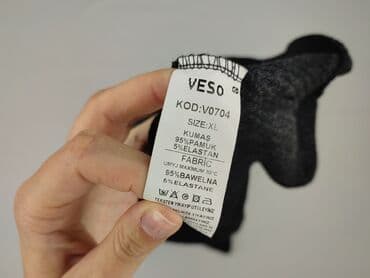 VESO
KOD:V0704
SIZE:XL
KUMAS
95%PAMUK
5%ELASTAN
FABRIC
95%BAWELNA
5%ELASTANE